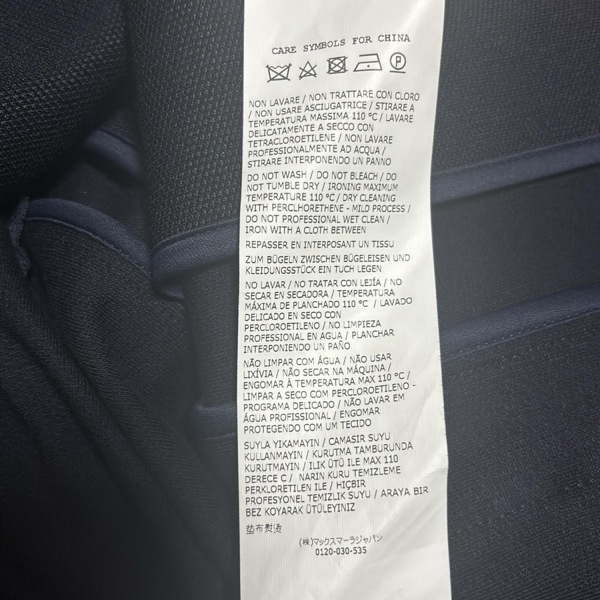 CARE SYMBOLS FOR CHINA
NON LAVARE / NON TRATTARE CON CLORO
/ NON USARE ASCIUGATRICE / STIRARE A
TEMPERATURA MASSIMA 110 °C / LAVARE
DELICATAMENTE A SECCO CON
TETRACLOROETILENE / NON LAVARE
PROFESSIONALMENTE AD ACQUA /
STIRARE INTERPONENDO UN PANNO
DO NOT WASH / DO NOT BLEACH / DO
NOT TUMBLE DRY / IRONING MAXIMUM
TEMPERATURE 110 °C / DRY CLEANING
WITH PERCLHORETHENE - MILD PROCESS /
DO NOT PROFESSIONAL WET CLEAN /
IRON WITH A CLOTH BETWEEN
REPASSER EN INTERPOSANT UN TISSU
ZUM BÜGELN ZWISCHEN BÜGELEISEN UND
KLEIDUNGSSTÜCK EIN TUCH LEGEN
NO LAVAR / NO TRATAR CON LEJÍA / NO
SECAR EN SECADORA / TEMPERATURA
MÁXIMA DE PLANCHADO 110 °C / LAVADO
DELICADO EN SECO CON
PERCLOROETILENO / NO LIMPIEZA
PROFESSIONAL EN AGUA / PLANCHAR
INTERPONIENDO UN PAÑO
NÃO LIMPAR COM ÁGUA / NÃO USAR
LIXÍVIA / NÃO SECAR NA MÁQUINA /
ENGOMAR À TEMPERATURA MAX 110 °C /
LIMPAR A SECO COM PERCLOROETILENO -
PROGRAMA DELICADO / NÃO LAVAR EM
ÁGUA PROFISSIONAL / ENGOMAR
PROTEGENDO COM UM TECIDO
SUYLA YIKAMAYIN / CAMASIR SUYU
KULLANMAYIN / KURUTMA TAMBURUNDA
KURUTMAYIN / ILIK ÜTÜ ILE MAX 110
DERECE C / NARIN KURU TEMIZLEME
PERKLORETILEN ILE / HIÇBIR
PROFESYONEL TEMIZLIK SUYU / ARAYA BIR
BEZ KOYARAK ÜTÜLEYINIZ
垫布熨烫
(株)マックスマーラジャパン
0120-030-535